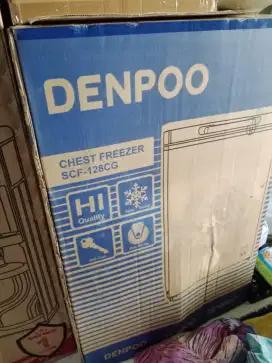 DENPOO
CHEST FREEZER
SCF-128CG
HI
Quality
DENPOO